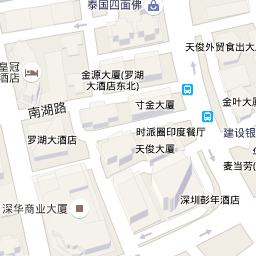 泰国四面佛
天俊外贸食出大
皇冠
酒店
金源大厦(罗湖
大酒店东北)
南湖路
寸金大厦
金叶大厦
罗湖大酒店
时派圈印度餐厅
建设银
天俊大厦
麦当劳(
深圳彭年酒店
深华商业大厦